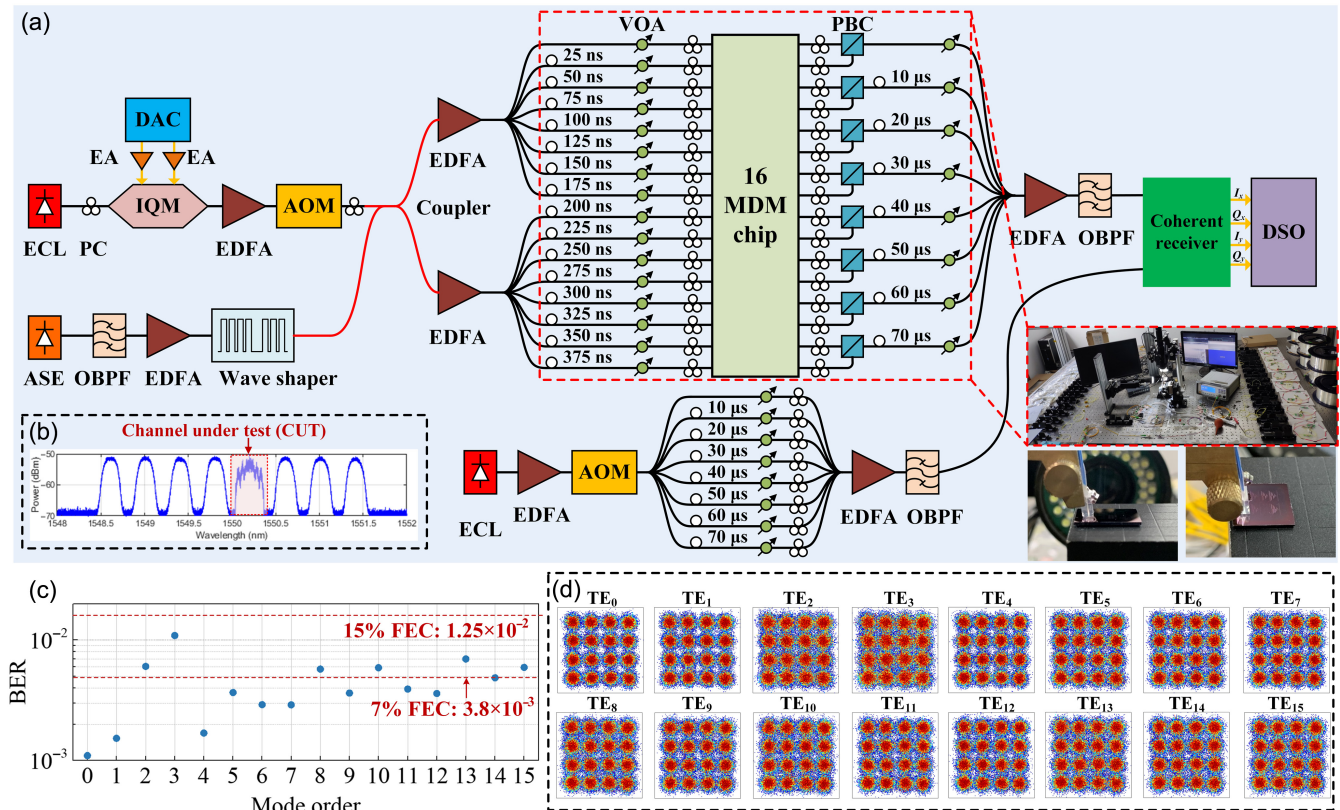 (a)
VOA
PBC
DAC
EA
EA
ECL
PC
IQM
EDFA
AOM
Coupler
EDFA
EDFA
ASE
OBPF
EDFA
Wave shaper
25 ns
50 ns
75 ns
100 ns
125 ns
150 ns
175 ns
200 ns
225 ns
250 ns
275 ns
300 ns
325 ns
350 ns
375 ns
16
MDM
chip
10 μs
20 μs
30 μs
40 μs
50 μs
60 μs
70 μs
EDFA
OBPF
Coherent
receiver
Ix
Qx
Iy
Qy
DSO
ECL
EDFA
AOM
10 μs
20 μs
30 μs
40 μs
50 μs
60 μs
70 μs
EDFA
OBPF
(b)
Channel under test (CUT)
Power (dBm)
-50
-60
-70
1548 1548.5 1549 1549.5 1550 1550.5 1551 1551.5 1552
Wavelength (nm)
(c)
BER
10⁻²
10⁻³
15% FEC: 1.25×10⁻²
7% FEC: 3.8×10⁻³
0 1 2 3 4 5 6 7 8 9 10 11 12 13 14 15
Mode order
(d)
TE₀ TE₁ TE₂ TE₃ TE₄ TE₅ TE₆ TE₇
TE₈ TE₉ TE₁₀ TE₁₁ TE₁₂ TE₁₃ TE₁₄ TE₁₅